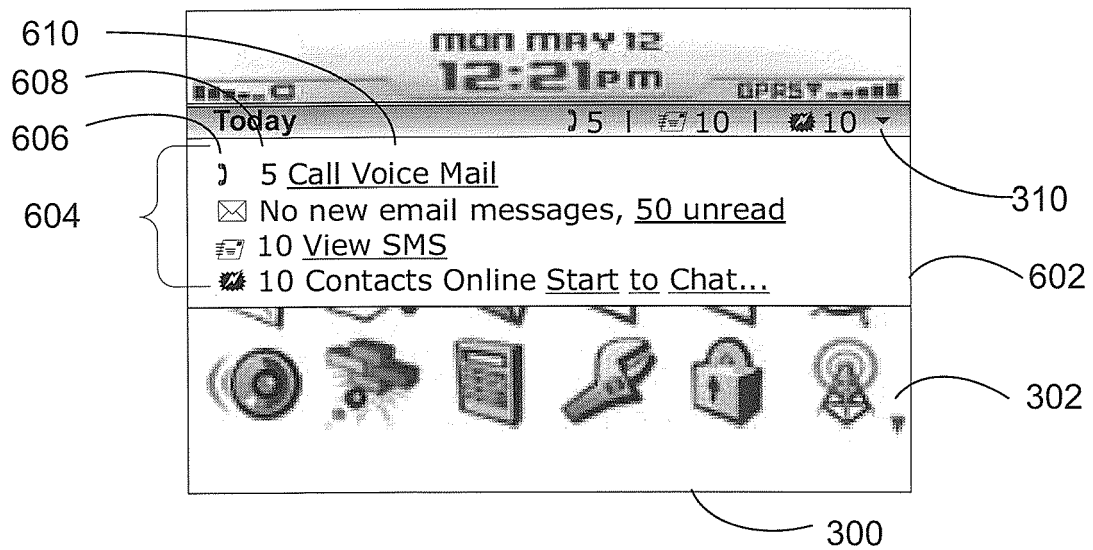 610
mon may 12
608
12:21pm
GPRS
606
Today 5 | 10 | 10
5 Call Voice Mail
310
604
No new email messages, 50 unread
10 View SMS
602
10 Contacts Online Start to Chat...
302
300